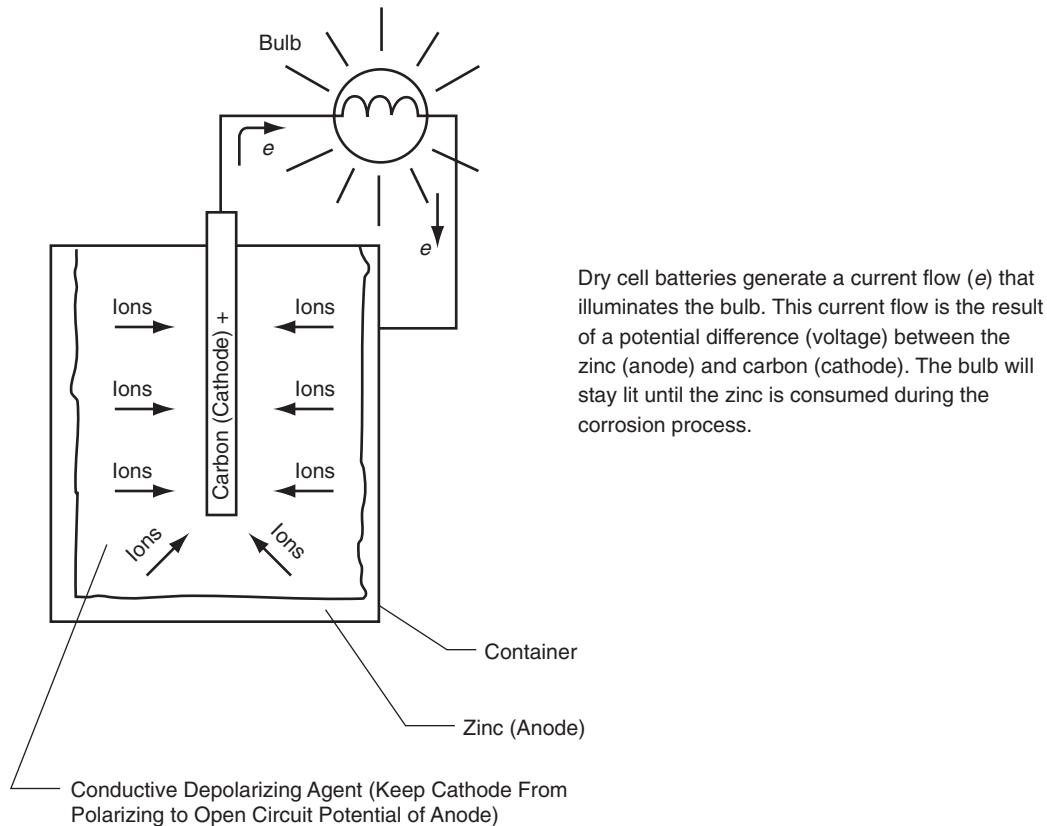 Bulb
e
e
Ions
Ions
Ions
Ions
Ions
Ions
Ions
Ions
Carbon (Cathode) +
Dry cell batteries generate a current flow (e) that
illuminates the bulb. This current flow is the result
of a potential difference (voltage) between the
zinc (anode) and carbon (cathode). The bulb will
stay lit until the zinc is consumed during the
corrosion process.
Container
Zinc (Anode)
Conductive Depolarizing Agent (Keep Cathode From
Polarizing to Open Circuit Potential of Anode)